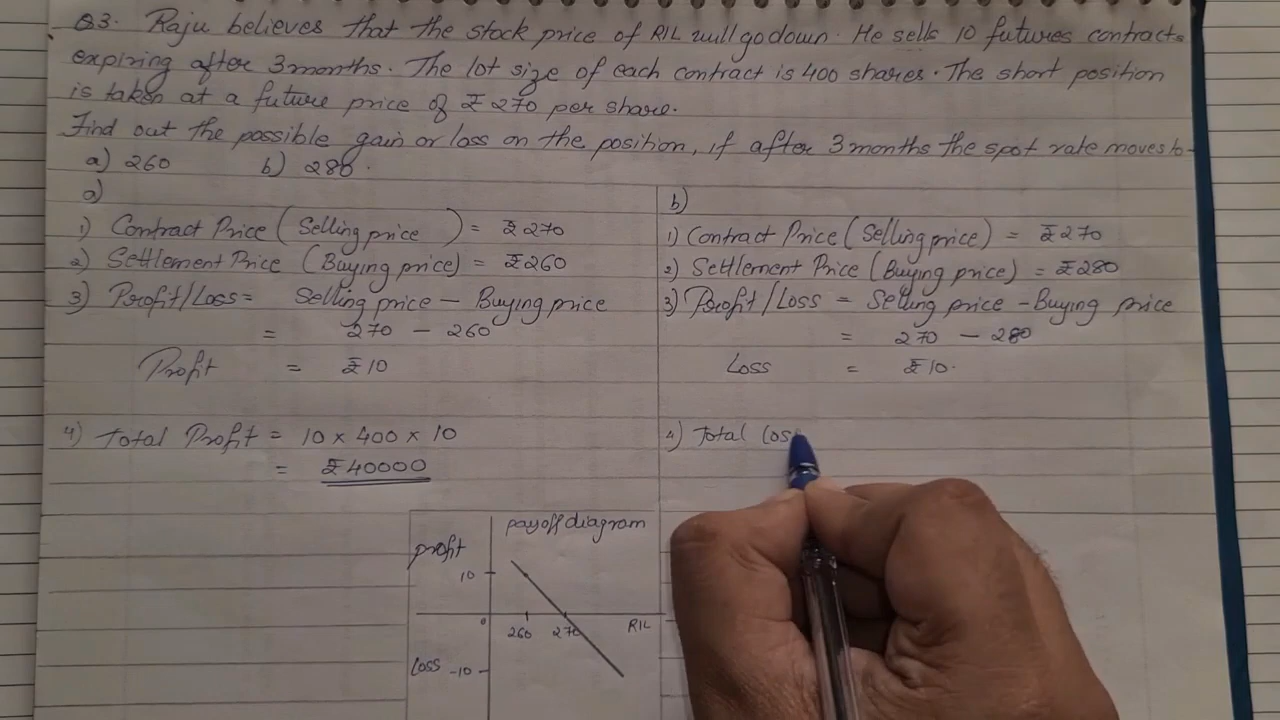 Q3. Raju believes that the stock price of RIL will go down. He sells 10 futures contracts
expiring after 3 months. The lot size of each contract is 400 shares. The short position
is taken at a future price of ₹270 per share.
Find out the possible gain or loss on the position, if after 3 months the spot rate moves to-
a) 260 b) 280.
a)
1) Contract Price (Selling price) = ₹270
2) Settlement Price (Buying price) = ₹260
3) Profit/Loss = Selling price - Buying price
= 270 - 260
Profit = ₹10
4) Total Profit = 10 x 400 x 10
= ₹40000
b)
1) Contract Price (Selling price) = ₹270
2) Settlement Price (Buying price) = ₹280
3) Profit/Loss = Selling price - Buying price
= 270 - 280
Loss = ₹10.
4) Total Los
payoff diagram
profit
10
0
260 270 RIL
Loss -10